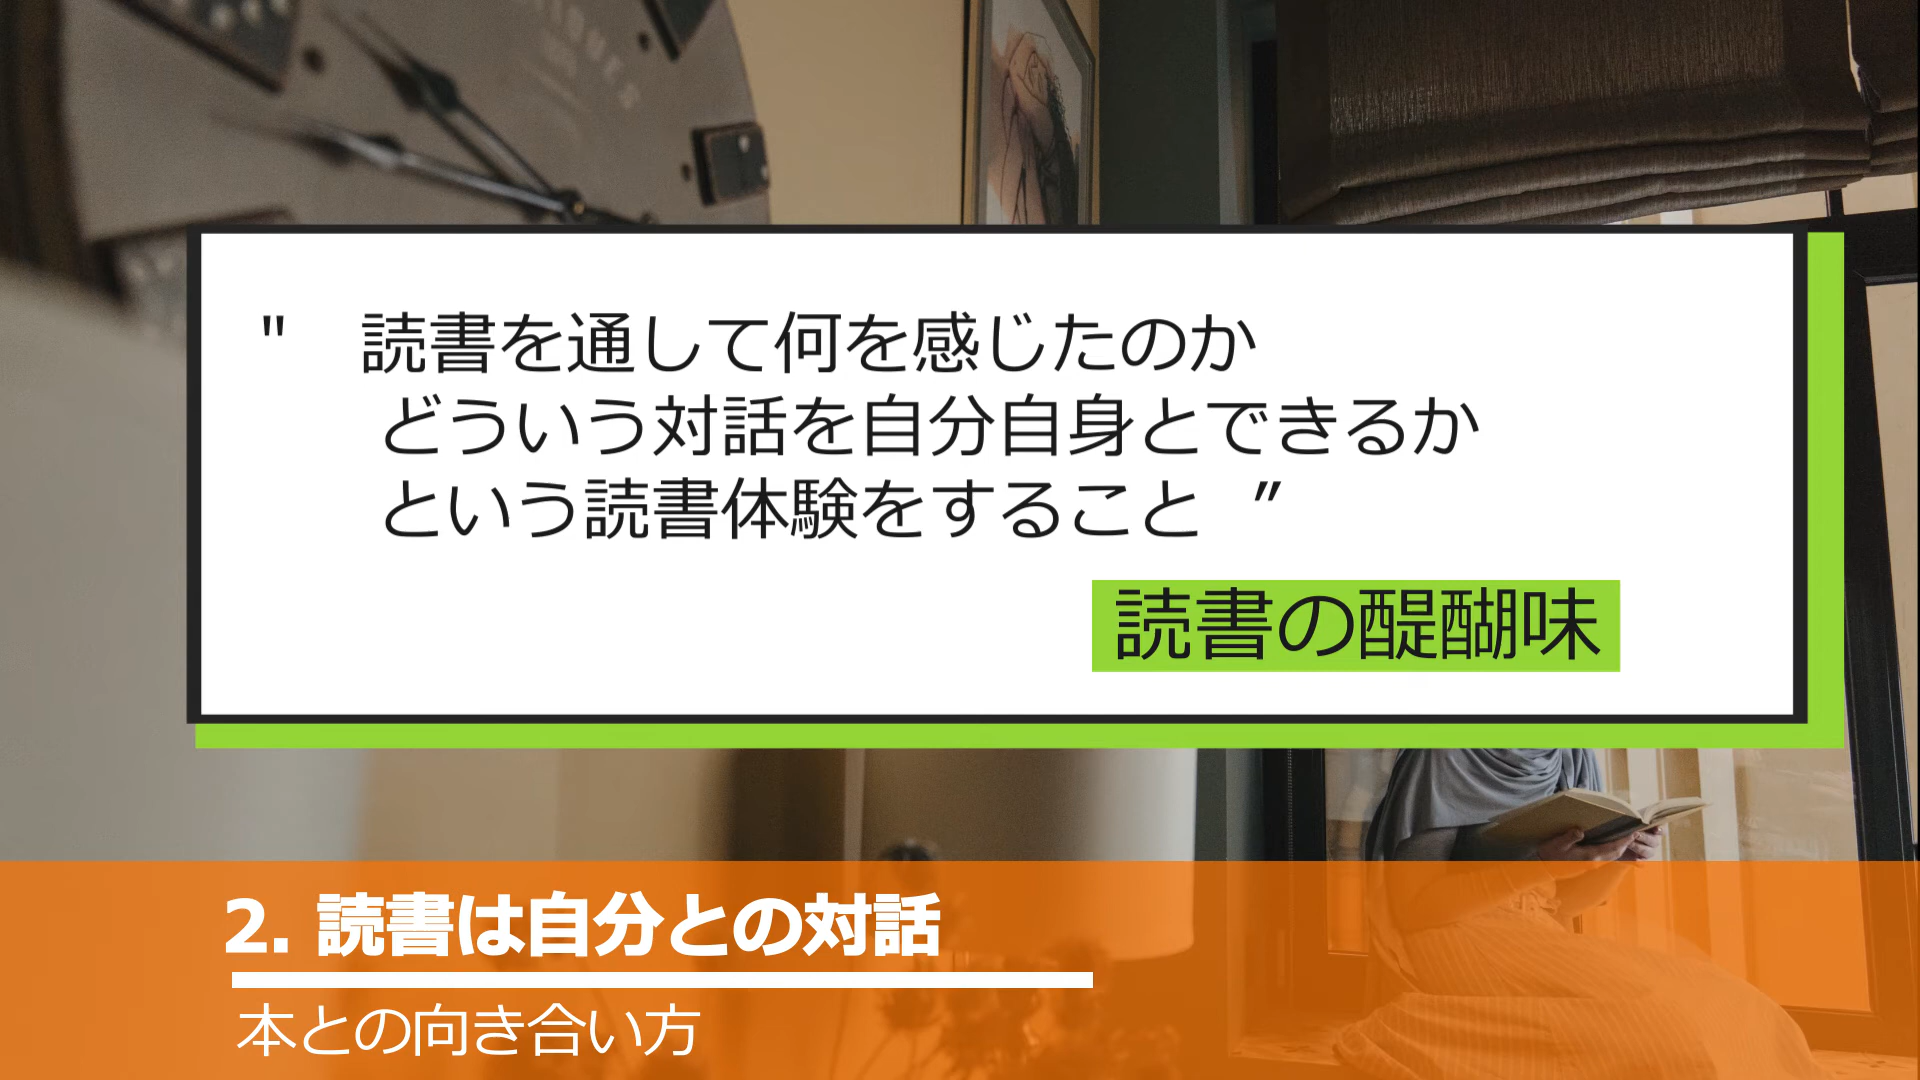 "　読書を通して何を感じたのか
どういう対話を自分自身とできるか
という読書体験をすること ”
読書の醍醐味
2. 読書は自分との対話
本との向き合い方